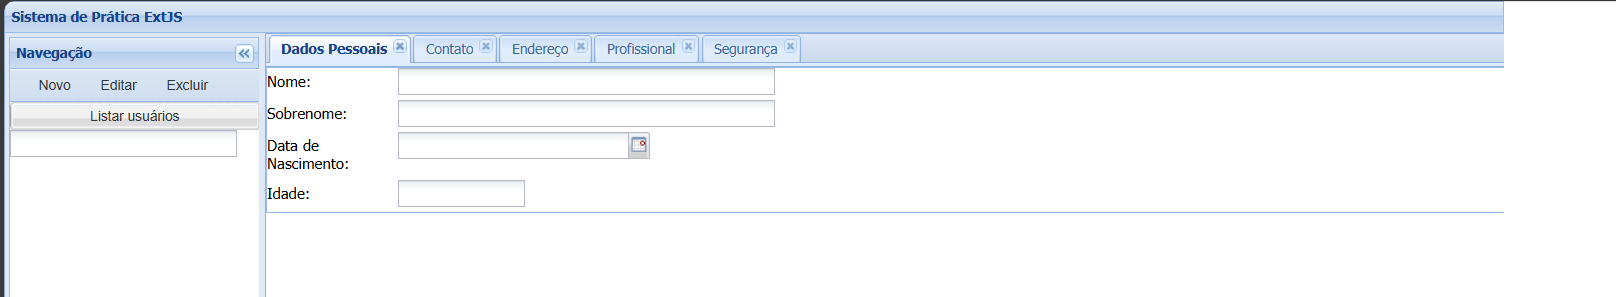 Sistema de Prática ExtJS
Navegação
Novo Editar Excluir
Listar usuários
Dados Pessoais Contato Endereço Profissional Segurança
Nome:
Sobrenome:
Data de
Nascimento:
Idade: